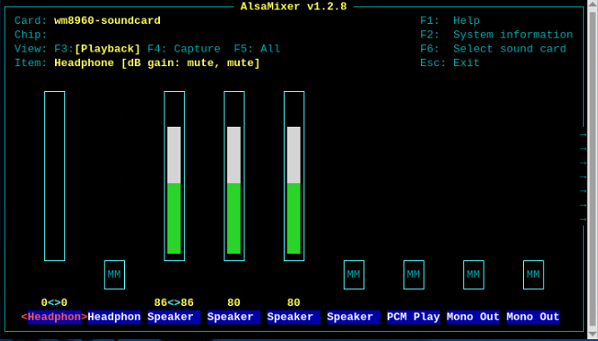 AlsaMixer v1.2.8
Card: wm8960-soundcard F1: Help
Chip: F2: System information
View: F3:[Playback] F4: Capture F5: All F6: Select sound card
Item: Headphone [dB gain: mute, mute] Esc: Exit
MM MM MM MM MM
0<>0 86<>86 80 80
<Headphon>Headphon Speaker Speaker Speaker Speaker PCM Play Mono Out Mono Out